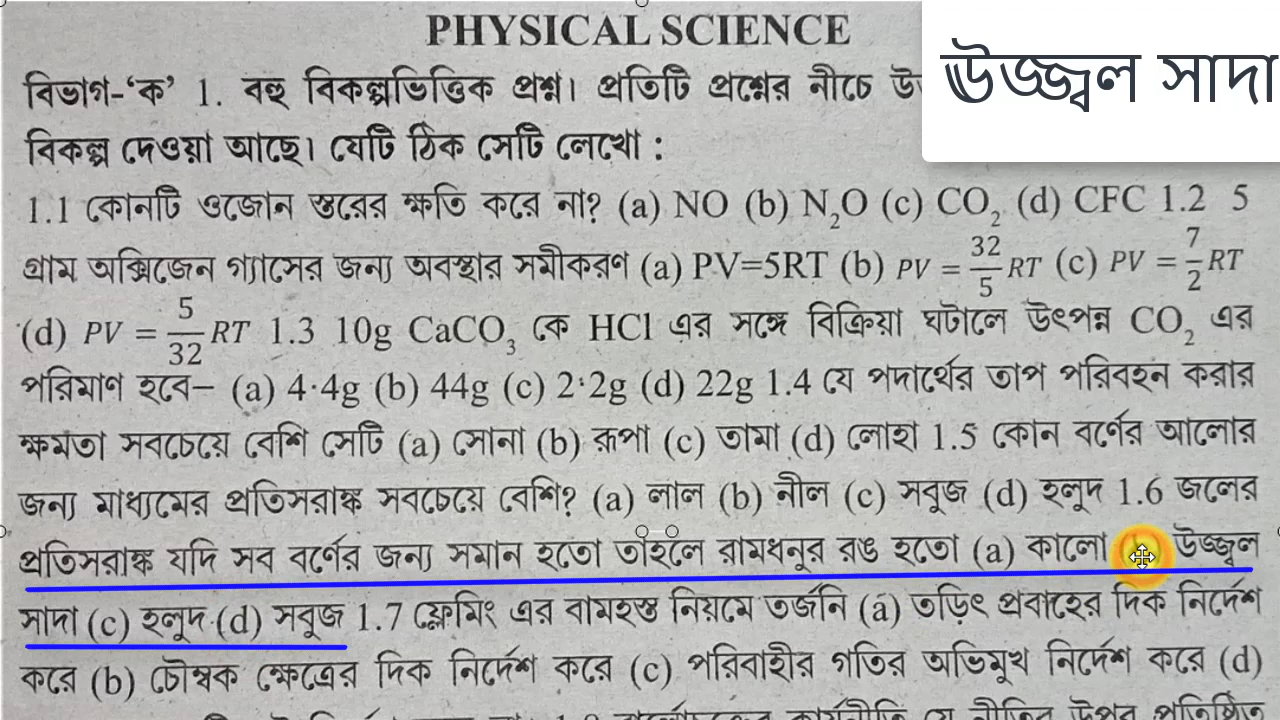 PHYSICAL SCIENCE
উজ্জ্বল সাদা
বিভাগ-‘ক’ 1. বহু বিকল্পভিত্তিক প্রশ্ন। প্রতিটি প্রশ্নের নীচে
বিকল্প দেওয়া আছে। যেটি ঠিক সেটি লেখো :
1.1 কোনটি ওজোন স্তরের ক্ষতি করে না? (a) NO (b) N₂O (c) CO₂ (d) CFC 1.2 5
গ্রাম অক্সিজেন গ্যাসের জন্য অবস্থার সমীকরণ (a) PV=5RT (b) PV = 32/5 RT (c) PV = 7/2 RT
(d) PV = 5/32 RT 1.3 10g CaCO₃ কে HCl এর সঙ্গে বিক্রিয়া ঘটালে উৎপন্ন CO₂ এর
পরিমাণ হবে– (a) 4·4g (b) 44g (c) 2·2g (d) 22g 1.4 যে পদার্থের তাপ পরিবহন করার
ক্ষমতা সবচেয়ে বেশি সেটি (a) সোনা (b) রূপা (c) তামা (d) লোহা 1.5 কোন বর্ণের আলোর
জন্য মাধ্যমের প্রতিসরাঙ্ক সবচেয়ে বেশি? (a) লাল (b) নীল (c) সবুজ (d) হলুদ 1.6 জলের
প্রতিসরাঙ্ক যদি সব বর্ণের জন্য সমান হতো তাহলে রামধনুর রঙ হতো (a) কালো উজ্জ্বল
সাদা (c) হলুদ (d) সবুজ 1.7 ফ্লেমিং এর বামহস্ত নিয়মে তর্জনি (a) তড়িৎ প্রবাহের দিক নির্দেশ
করে (b) চৌম্বক ক্ষেত্রের দিক নির্দেশ করে (c) পরিবাহীর গতির অভিমুখ নির্দেশ করে (d)